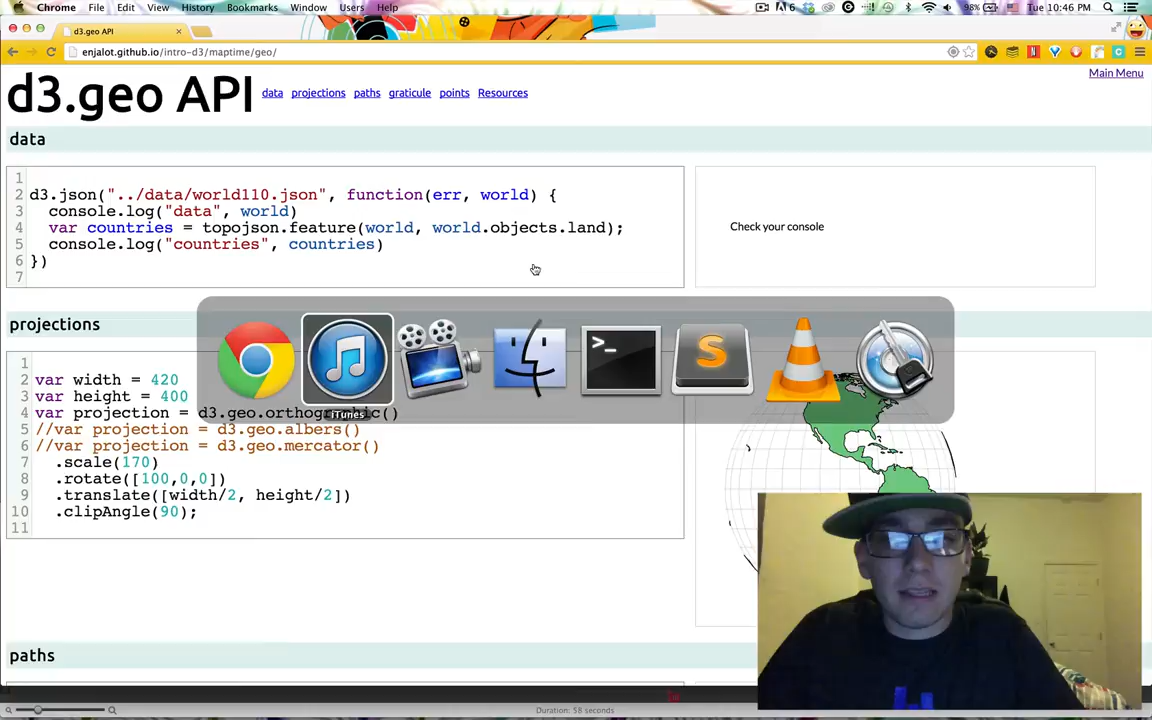 Chrome File Edit View History Bookmarks Window Users Help
6 98% Tue 10:46 PM
d3.geo API
enjalot.github.io/intro-d3/maptime/geo/
Main Menu
d3.geo API data projections paths graticule points Resources
data
1
2 d3.json("../data/world110.json", function(err, world) {
3 console.log("data", world)
4 var countries = topojson.feature(world, world.objects.land);
5 console.log("countries", countries)
6 })
7
Check your console
projections
1
2 var width = 420
3 var height = 400
4 var projection = d3.geo.orthographic()
5 //var projection = d3.geo.albers()
6 //var projection = d3.geo.mercator()
7 .scale(170)
8 .rotate([100,0,0])
9 .translate([width/2, height/2])
10 .clipAngle(90);
11
iTunes
>_
S
paths
Duration: 58 seconds